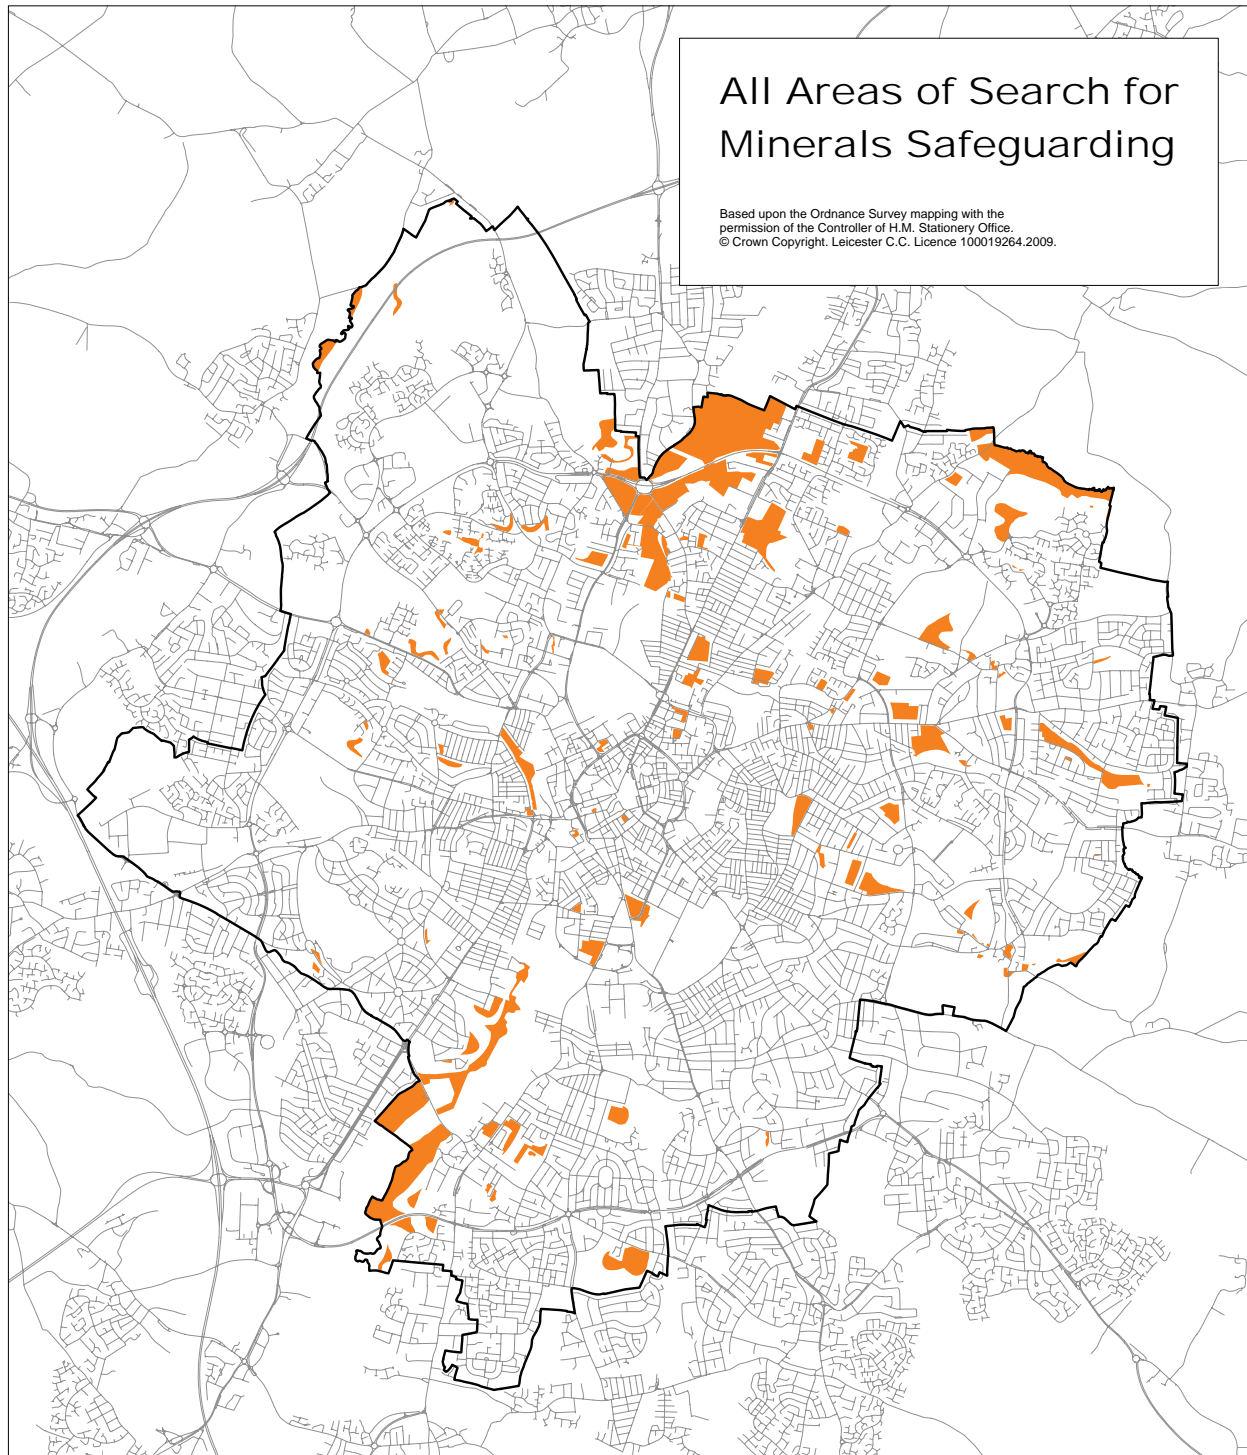 All Areas of Search for
Minerals Safeguarding
Based upon the Ordnance Survey mapping with the
permission of the Controller of H.M. Stationery Office.
© Crown Copyright. Leicester C.C. Licence 100019264.2009.